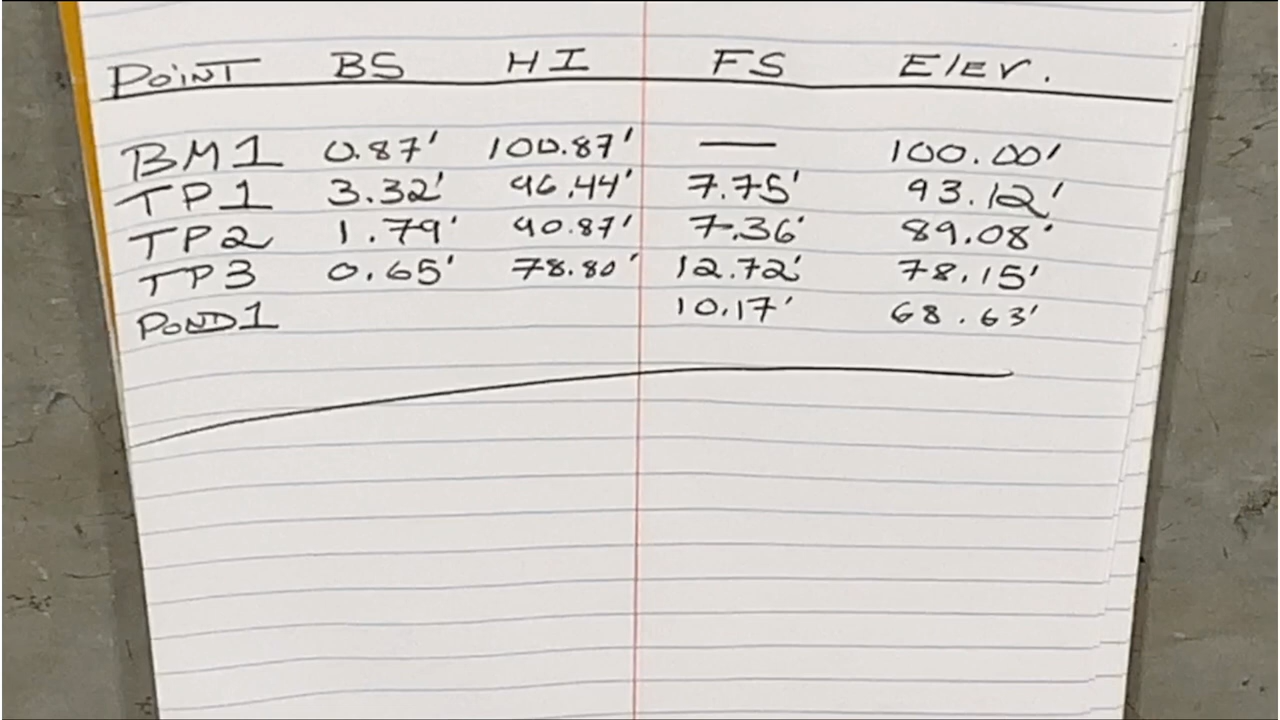 Point BS HI FS Elev.
BM1 0.87' 100.87' — 100.00'
TP1 3.32' 96.44' 7.75' 93.12'
TP2 1.79' 90.87' 7.36' 89.08'
TP3 0.65' 78.80' 12.72' 78.15'
POND1 10.17' 68.63'